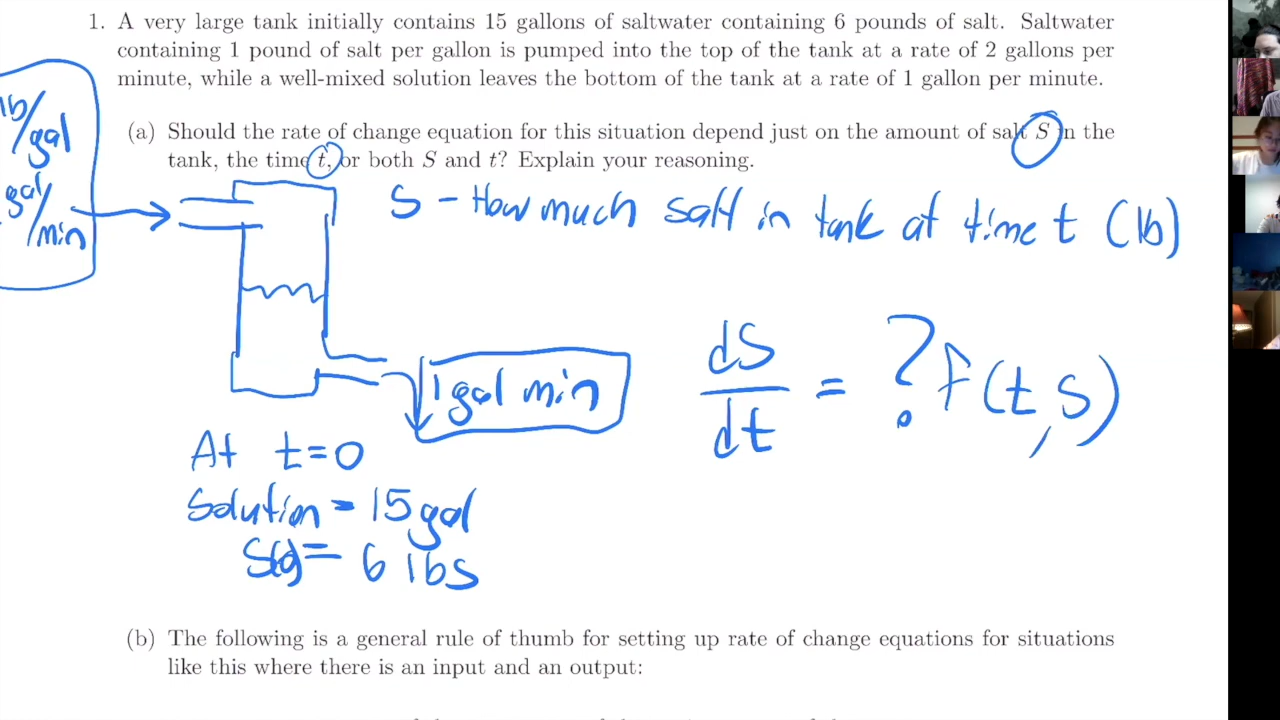 1. A very large tank initially contains 15 gallons of saltwater containing 6 pounds of salt. Saltwater
containing 1 pound of salt per gallon is pumped into the top of the tank at a rate of 2 gallons per
minute, while a well-mixed solution leaves the bottom of the tank at a rate of 1 gallon per minute.
lb/
gal
gal/
min
(a) Should the rate of change equation for this situation depend just on the amount of salt S in the
tank, the time t, or both S and t? Explain your reasoning.
S - How much salt in tank at time t (lb)
dS/dt = ? f(t, S)
1 gal min
At t=0
Solution = 15 gal
S(0) = 6 lbs
(b) The following is a general rule of thumb for setting up rate of change equations for situations
like this where there is an input and an output: